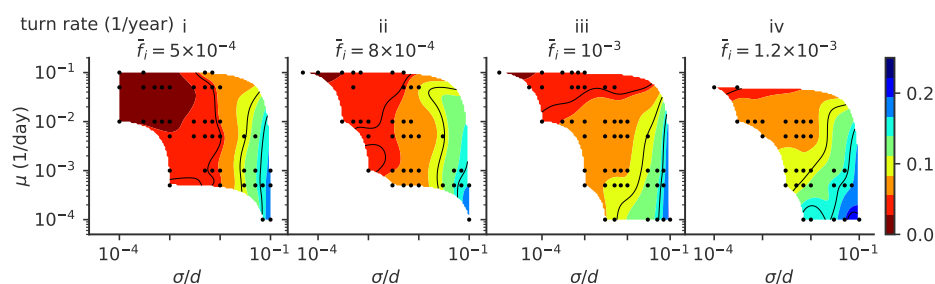 turn rate (1/year) i ii iii iv
f̄ᵢ = 5×10⁻⁴ f̄ᵢ = 8×10⁻⁴ f̄ᵢ = 10⁻³ f̄ᵢ = 1.2×10⁻³
10⁻¹
10⁻²
10⁻³
10⁻⁴
μ (1/day)
0.2
0.1
0.0
10⁻⁴ 10⁻¹ 10⁻⁴ 10⁻¹ 10⁻⁴ 10⁻¹ 10⁻⁴ 10⁻¹
σ/d σ/d σ/d σ/d